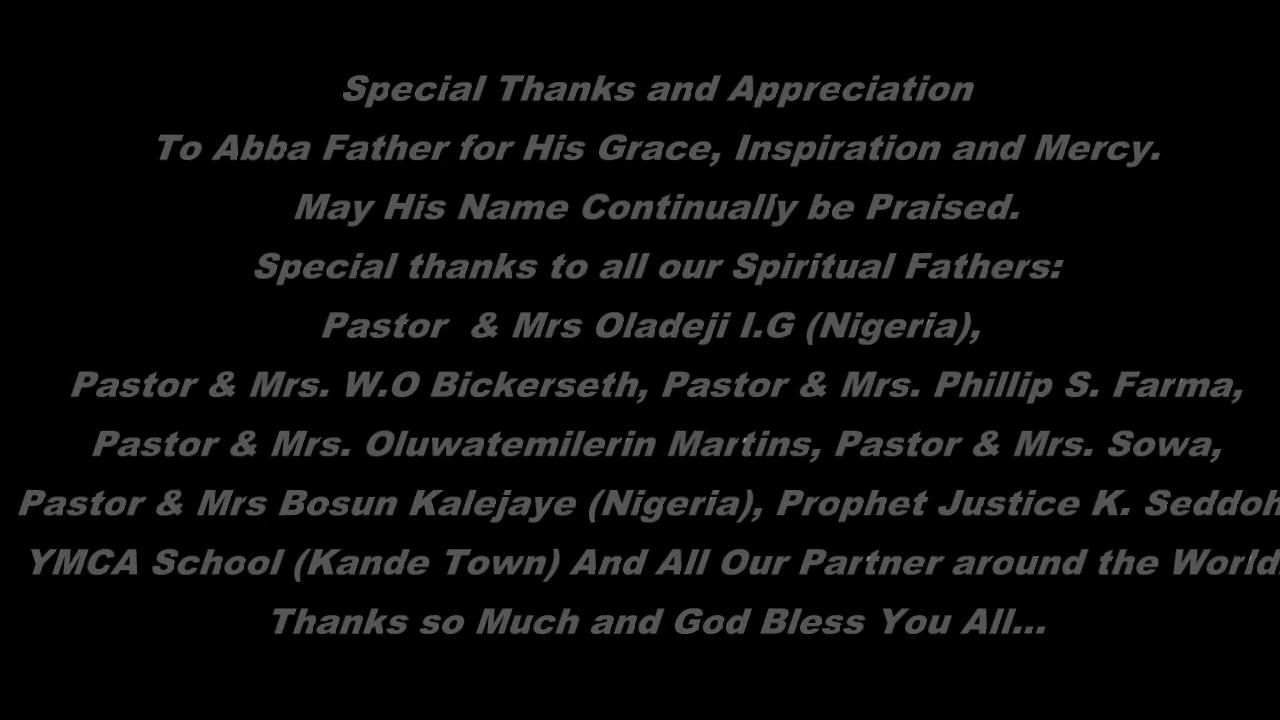 Special Thanks and Appreciation
To Abba Father for His Grace, Inspiration and Mercy.
May His Name Continually be Praised.
Special thanks to all our Spiritual Fathers:
Pastor  & Mrs Oladeji I.G (Nigeria),
Pastor & Mrs. W.O Bickerseth, Pastor & Mrs. Phillip S. Farma,
Pastor & Mrs. Oluwatemilerin Martins, Pastor & Mrs. Sowa,
Pastor & Mrs Bosun Kalejaye (Nigeria), Prophet Justice K. Seddoh
YMCA School (Kande Town) And All Our Partner around the World.
Thanks so Much and God Bless You All...